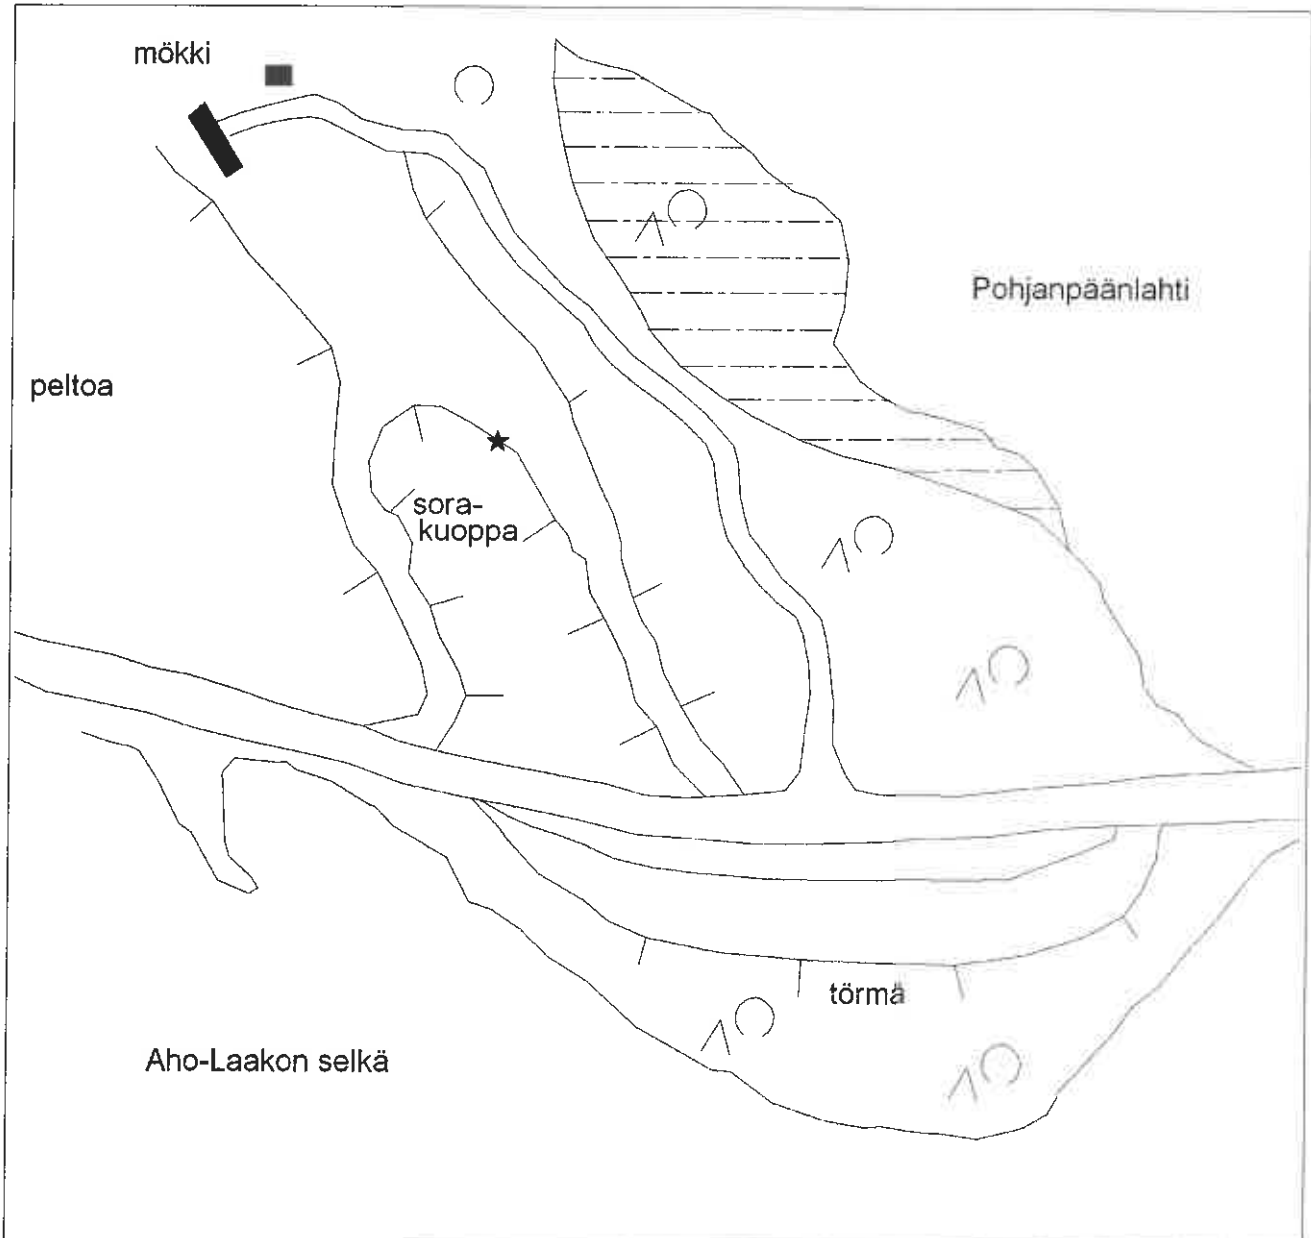 mökki
Pohjanpäänlahti
peltoa
sora-
kuoppa
törmä
Aho-Laakon selkä